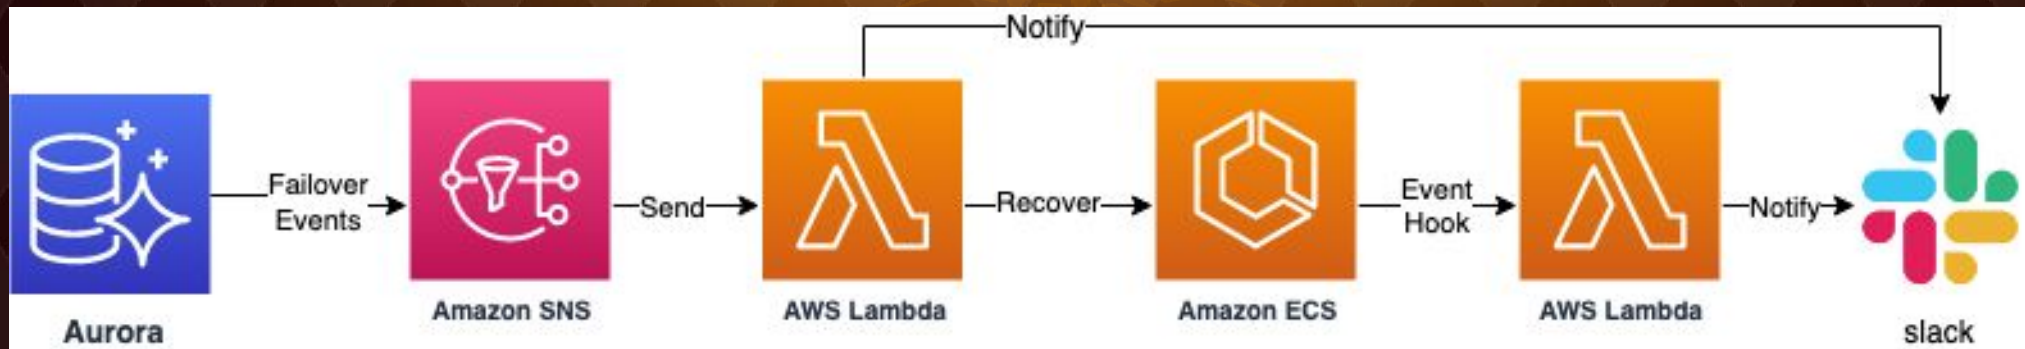 Notify
Failover
Events
Send
Recover
Event
Hook
Notify
Aurora
Amazon SNS
AWS Lambda
Amazon ECS
AWS Lambda
slack